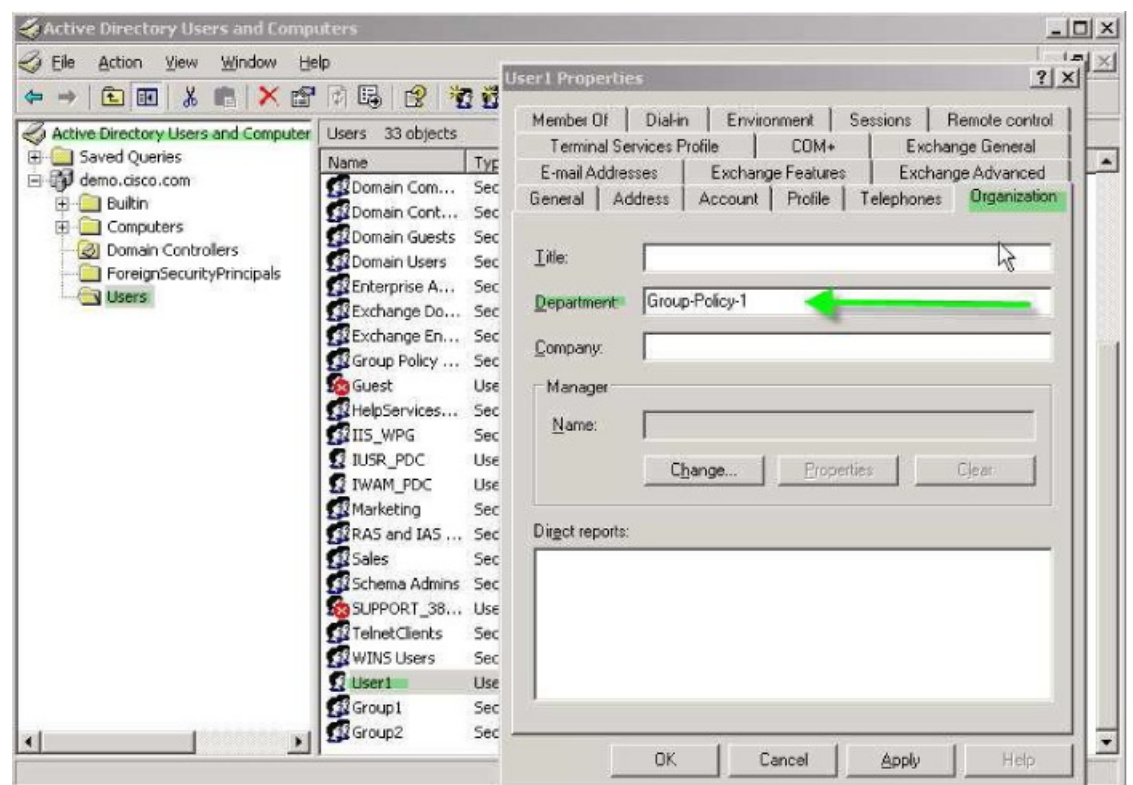 Active Directory Users and Computers
File Action View Window Help
Active Directory Users and Computer
Saved Queries
demo.cisco.com
Builtin
Computers
Domain Controllers
ForeignSecurityPrincipals
Users
Users 33 objects
Name Typ
Domain Com... Sec
Domain Cont... Sec
Domain Guests Sec
Domain Users Sec
Enterprise A... Sec
Exchange Do... Sec
Exchange En... Sec
Group Policy ... Sec
Guest Use
HelpServices... Sec
IIS_WPG Sec
IUSR_PDC Use
IWAM_PDC Use
Marketing Sec
RAS and IAS ... Sec
Sales Sec
Schema Admins Sec
SUPPORT_38... Use
TelnetClients Sec
WINS Users Sec
User1 Use
Group1 Sec
Group2 Sec
User1 Properties
Member Of Dial-in Environment Sessions Remote control
Terminal Services Profile COM+ Exchange General
E-mail Addresses Exchange Features Exchange Advanced
General Address Account Profile Telephones Organization
Title:
Department: Group-Policy-1
Company:
Manager
Name:
Change... Properties Clear
Direct reports:
OK Cancel Apply Help